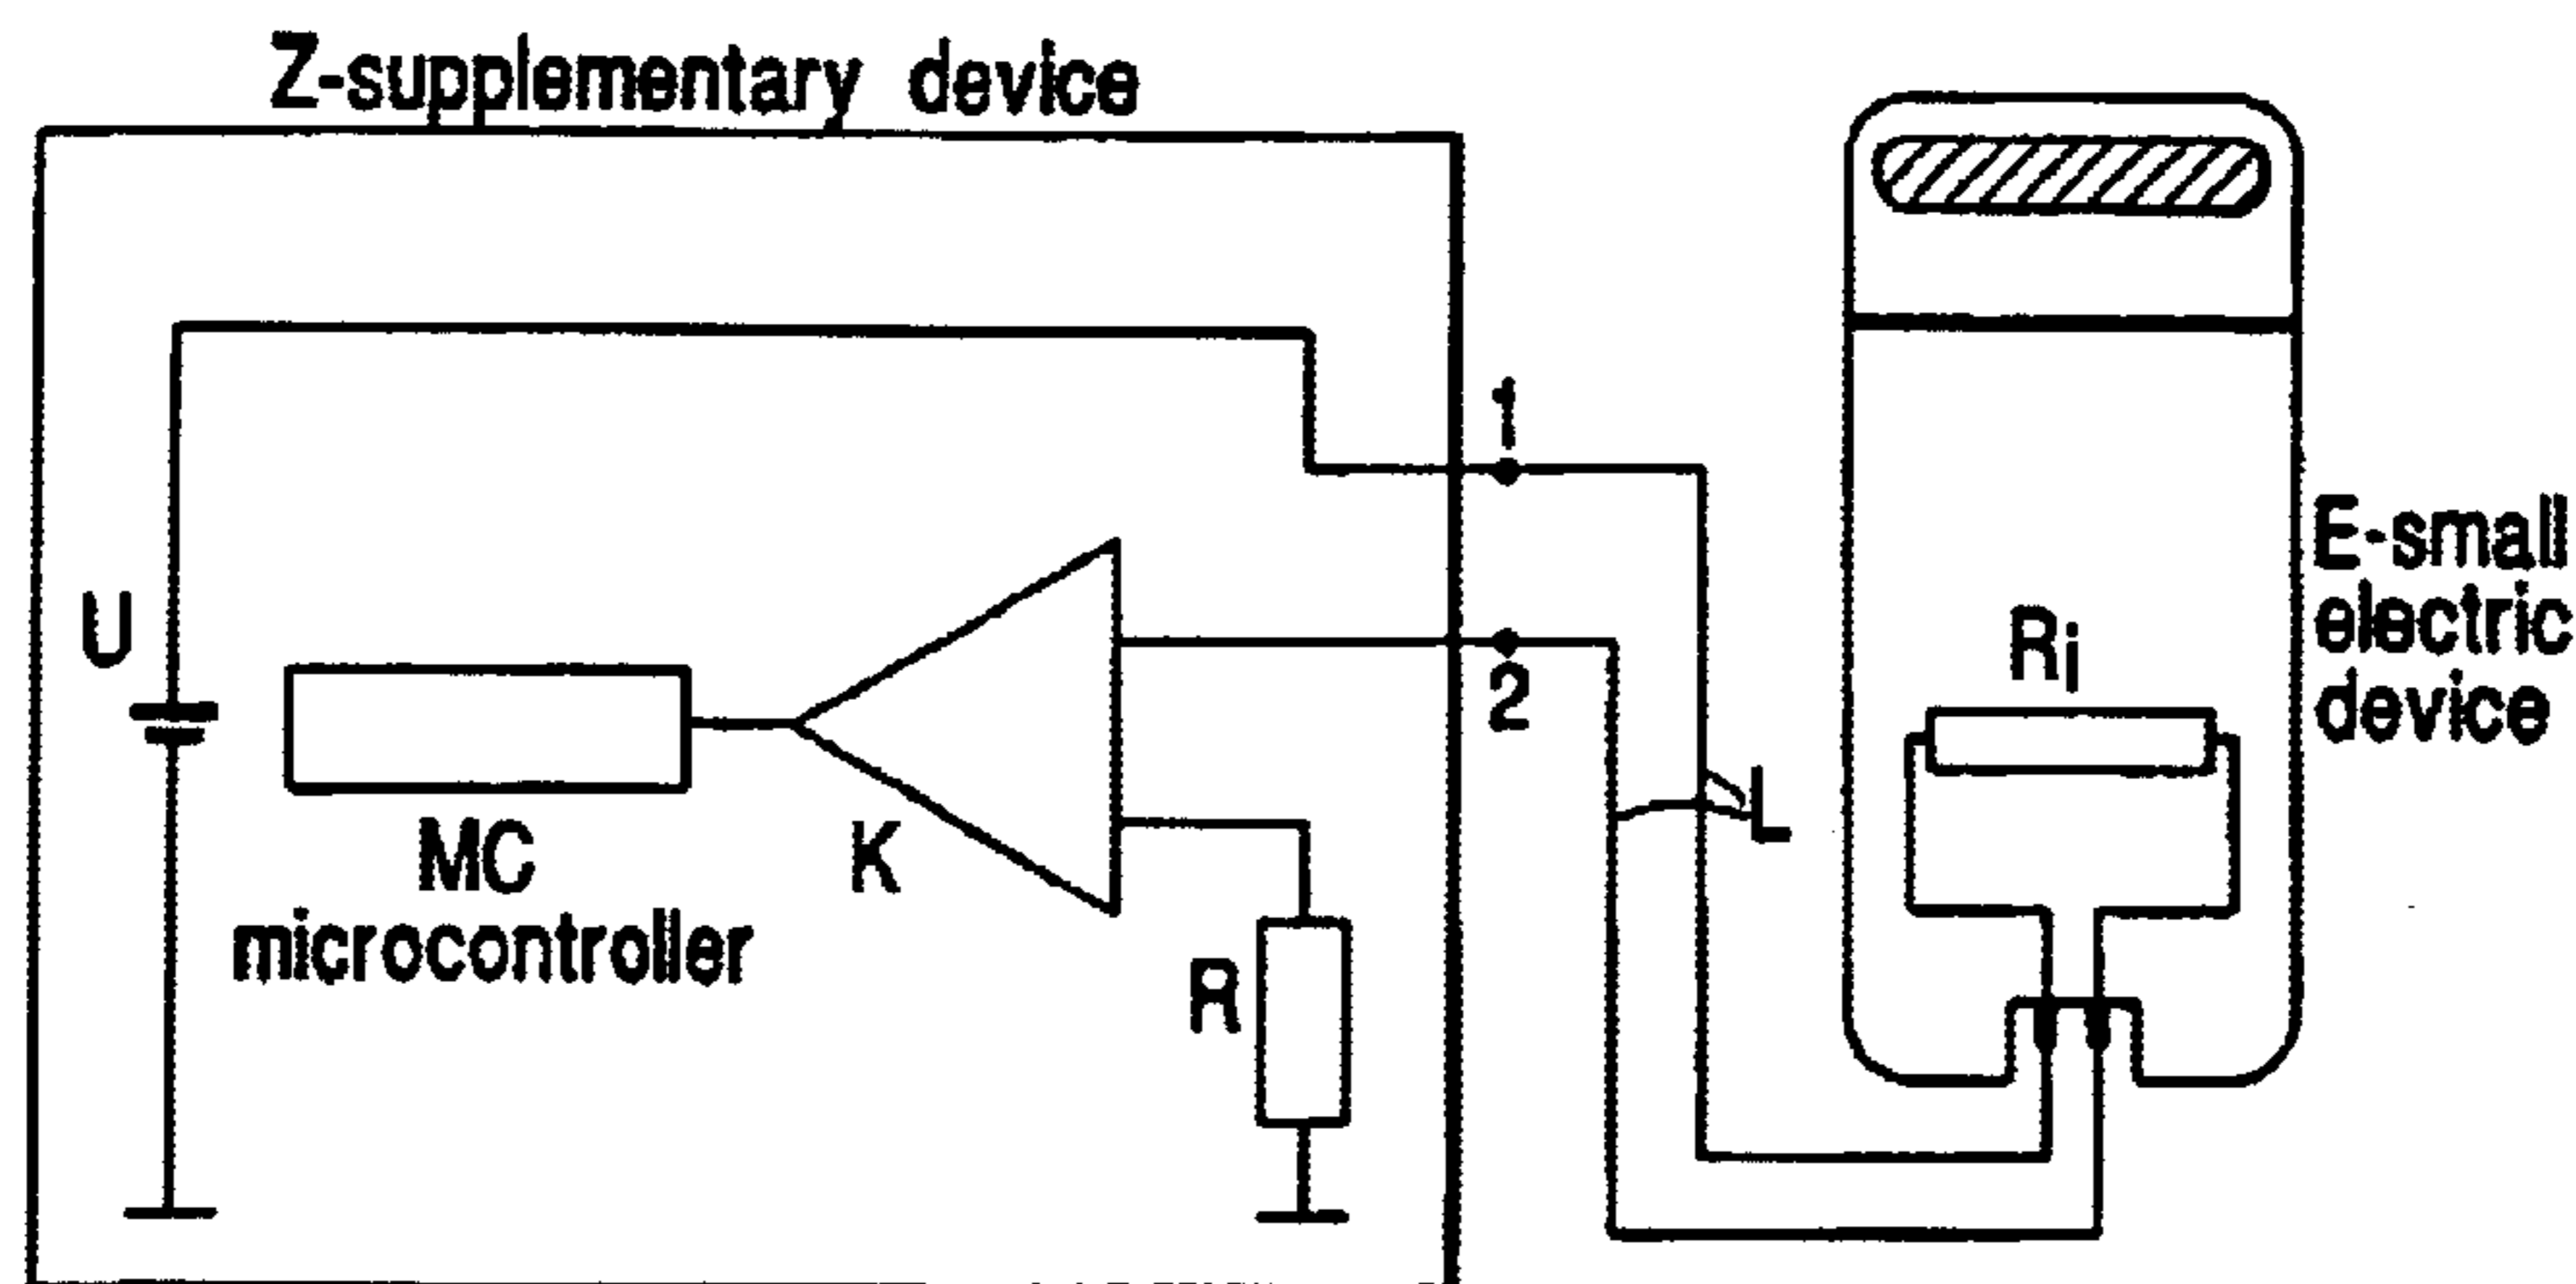 Z-supplementary device
1
U
2
MC
microcontroller
K
R
L
Ri
E-small
electric
device